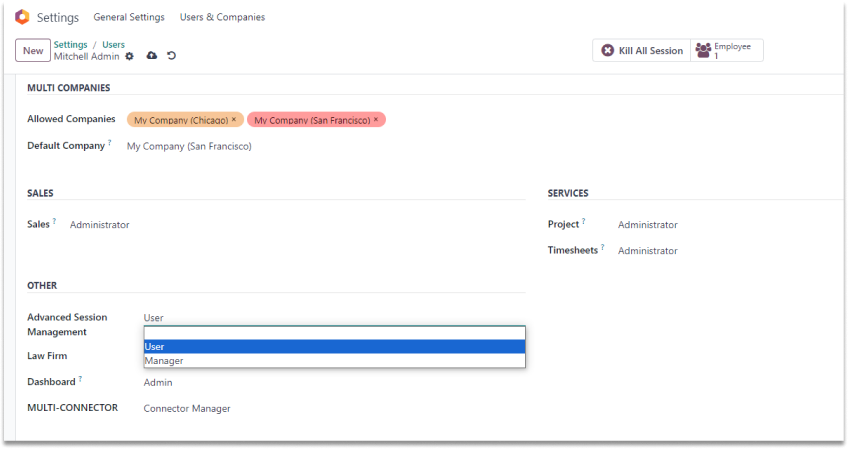 Settings General Settings Users & Companies
New Settings / Users
Mitchell Admin
Kill All Session Employee
1
MULTI COMPANIES
Allowed Companies My Company (Chicago) × My Company (San Francisco) ×
Default Company ? My Company (San Francisco)
SALES SERVICES
Sales ? Administrator Project ? Administrator
Timesheets ? Administrator
OTHER
Advanced Session User
Management
User
Law Firm
Manager
Dashboard ? Admin
MULTI-CONNECTOR Connector Manager